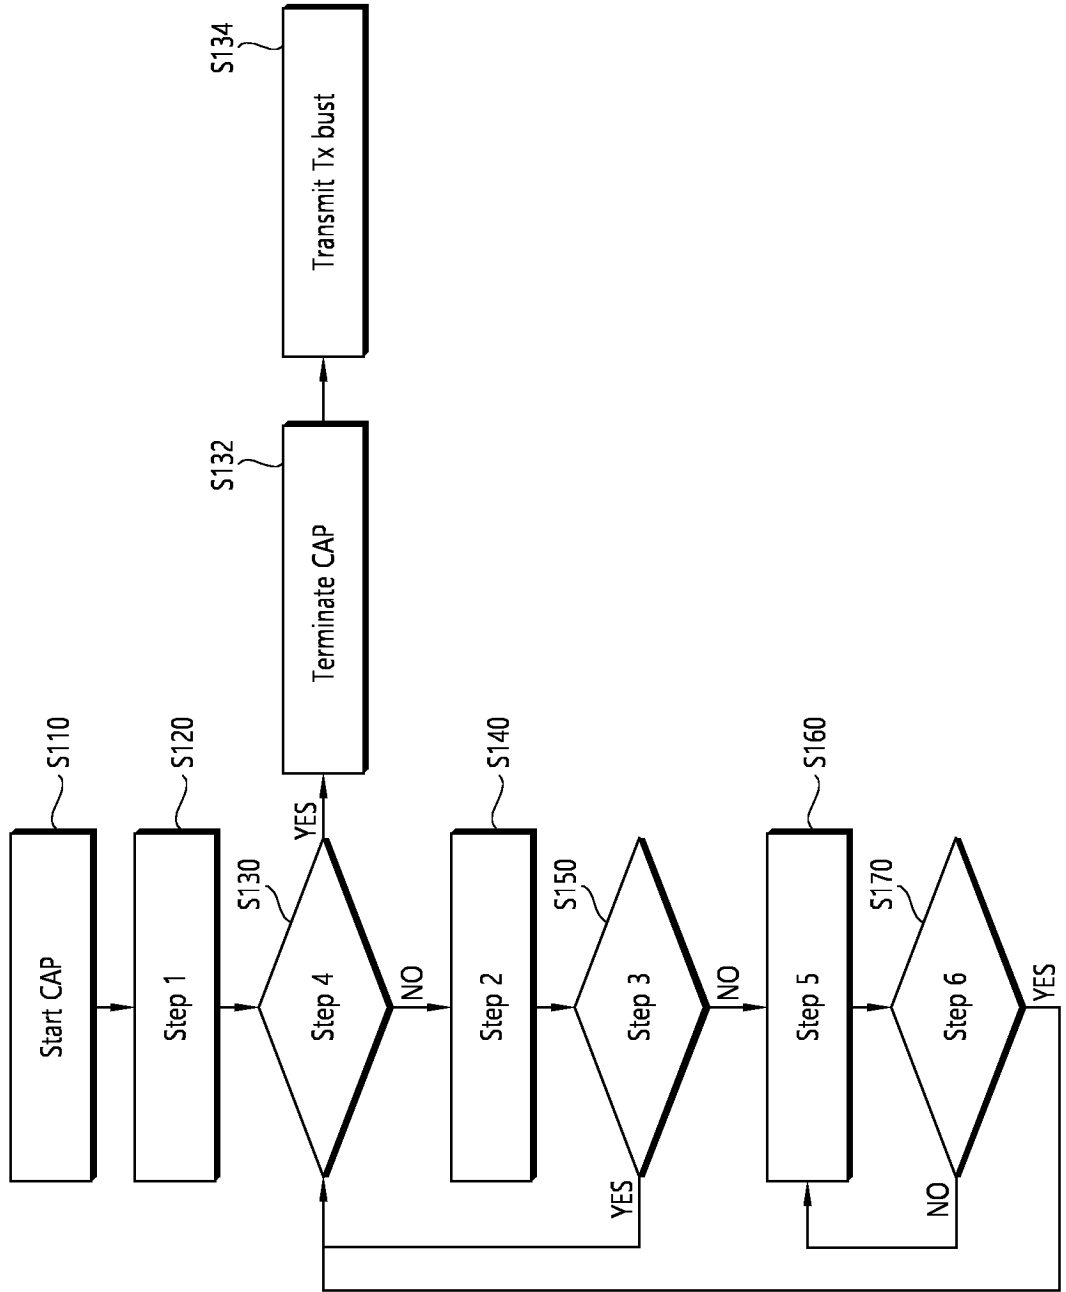 Start CAP
S110
Step 1
S120
Step 4
S130
YES
Terminate CAP
S132
Transmit Tx bust
S134
NO
Step 2
S140
Step 3
S150
YES
NO
Step 5
S160
Step 6
S170
NO
YES